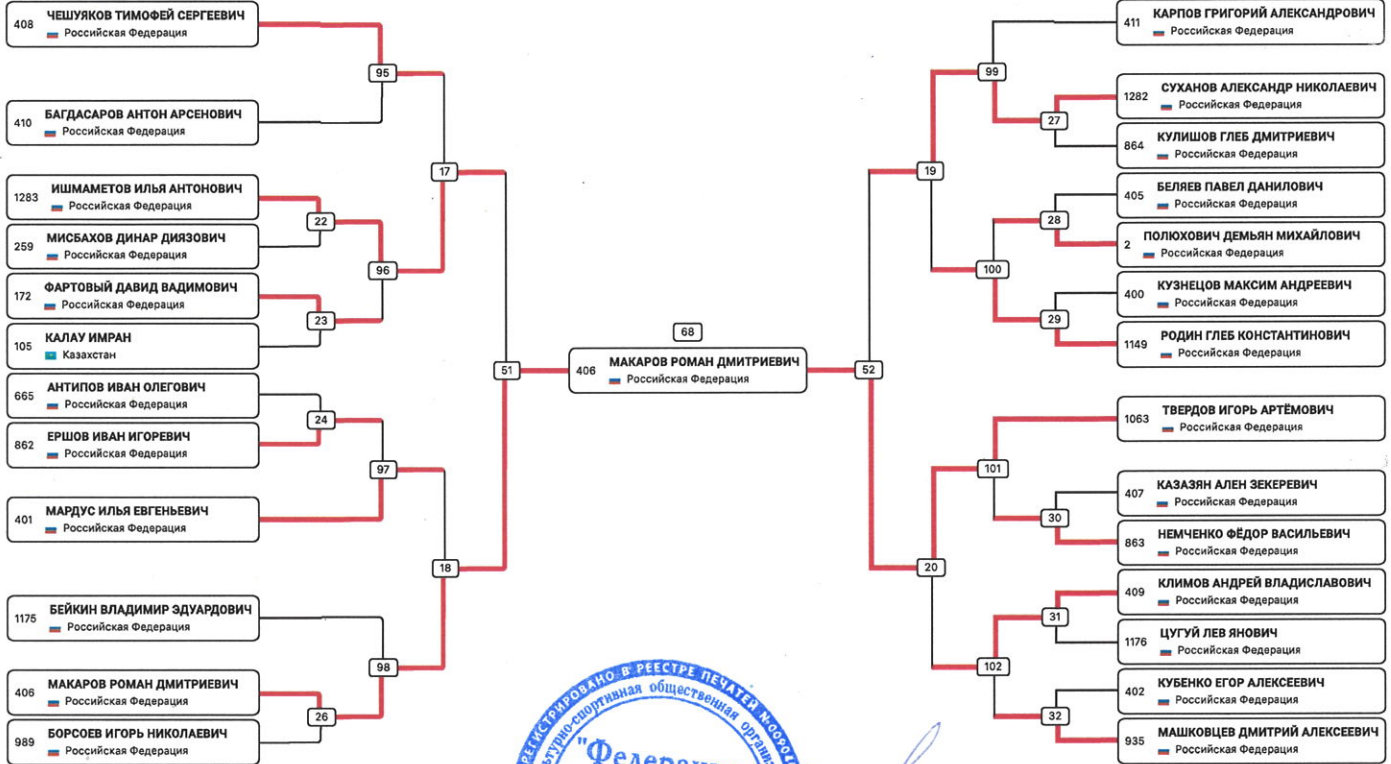 408 ЧЕШУЯКОВ ТИМОФЕЙ СЕРГЕЕВИЧ
Российская Федерация
95
410 БАГДАСАРОВ АНТОН АРСЕНОВИЧ
Российская Федерация
17
1283 ИШМАМЕТОВ ИЛЬЯ АНТОНОВИЧ
Российская Федерация
22
259 МИСБАХОВ ДИНАР ДИЯЗОВИЧ
Российская Федерация
96
172 ФАРТОВЫЙ ДАВИД ВАДИМОВИЧ
Российская Федерация
23
105 КАЛАУ ИМРАН
Казахстан
51
665 АНТИПОВ ИВАН ОЛЕГОВИЧ
Российская Федерация
24
862 ЕРШОВ ИВАН ИГОРЕВИЧ
Российская Федерация
97
401 МАРДУС ИЛЬЯ ЕВГЕНЬЕВИЧ
Российская Федерация
18
1175 БЕЙКИН ВЛАДИМИР ЭДУАРДОВИЧ
Российская Федерация
98
406 МАКАРОВ РОМАН ДМИТРИЕВИЧ
Российская Федерация
26
989 БОРСОЕВ ИГОРЬ НИКОЛАЕВИЧ
Российская Федерация
68
406 МАКАРОВ РОМАН ДМИТРИЕВИЧ
Российская Федерация
411 КАРПОВ ГРИГОРИЙ АЛЕКСАНДРОВИЧ
Российская Федерация
99
1282 СУХАНОВ АЛЕКСАНДР НИКОЛАЕВИЧ
Российская Федерация
27
864 КУЛИШОВ ГЛЕБ ДМИТРИЕВИЧ
Российская Федерация
19
405 БЕЛЯЕВ ПАВЕЛ ДАНИЛОВИЧ
Российская Федерация
28
2 ПОЛЮХОВИЧ ДЕМЬЯН МИХАЙЛОВИЧ
Российская Федерация
100
400 КУЗНЕЦОВ МАКСИМ АНДРЕЕВИЧ
Российская Федерация
29
1149 РОДИН ГЛЕБ КОНСТАНТИНОВИЧ
Российская Федерация
52
1063 ТВЕРДОВ ИГОРЬ АРТЁМОВИЧ
Российская Федерация
101
407 КАЗАЗЯН АЛЕН ЗЕКЕРЕВИЧ
Российская Федерация
30
863 НЕМЧЕНКО ФЁДОР ВАСИЛЬЕВИЧ
Российская Федерация
20
409 КЛИМОВ АНДРЕЙ ВЛАДИСЛАВОВИЧ
Российская Федерация
31
1176 ЦУГУЙ ЛЕВ ЯНОВИЧ
Российская Федерация
102
402 КУБЕНКО ЕГОР АЛЕКСЕЕВИЧ
Российская Федерация
32
935 МАШКОВЦЕВ ДМИТРИЙ АЛЕКСЕЕВИЧ
Российская Федерация
В РЕЕСТРЕ ПЕЧАТЕЙ
спортивная общественная